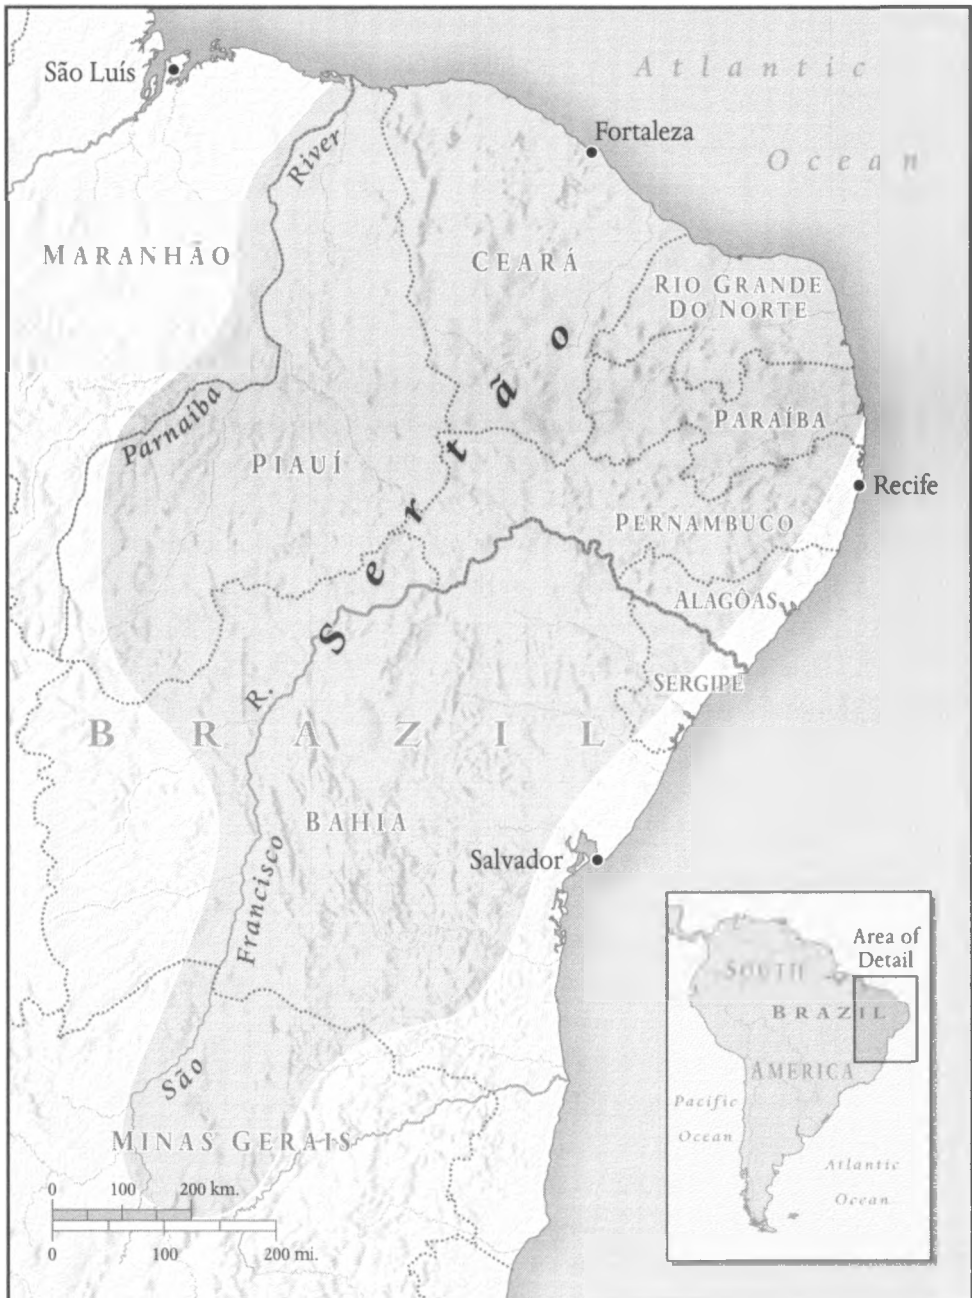 São Luís
Atlantic
Ocean
Fortaleza
River
MARANHÃO
CEARÁ
RIO GRANDE
DO NORTE
Parnaiba
PIAUÍ
Sertão
PARAÍBA
Recife
PERNAMBUCO
ALAGÔAS
SERGIPE
R.
BRAZIL
BAHIA
Salvador
Francisco
São
MINAS GERAIS
0 100 200 km.
0 100 200 mi.
Area of
Detail
SOUTH
BRAZIL
AMERICA
Pacific
Ocean
Atlantic
Ocean